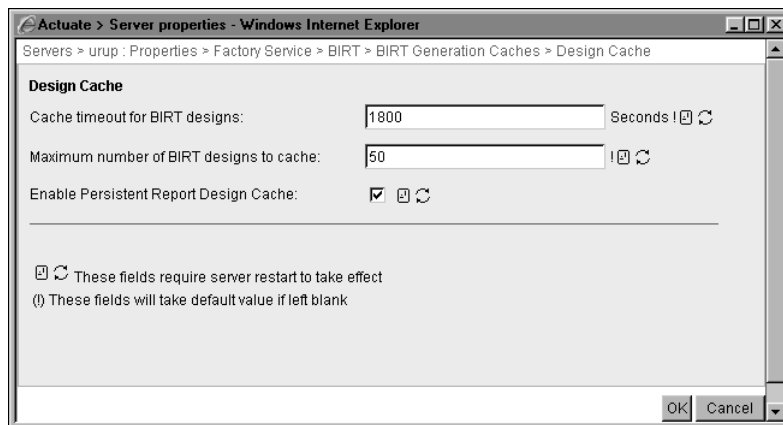 Actuate > Server properties - Windows Internet Explorer
Servers > urup : Properties > Factory Service > BIRT > BIRT Generation Caches > Design Cache
Design Cache
Cache timeout for BIRT designs: 1800 Seconds !
Maximum number of BIRT designs to cache: 50 !
Enable Persistent Report Design Cache:
These fields require server restart to take effect
(!) These fields will take default value if left blank
OK Cancel